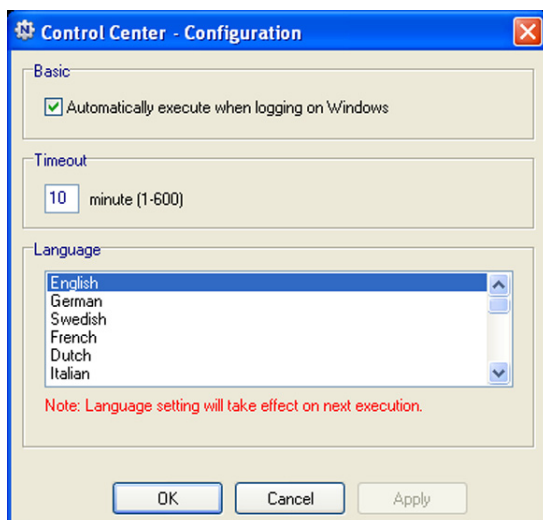 Control Center - Configuration
Basic
Automatically execute when logging on Windows
Timeout
10 minute (1-600)
Language
English
German
Swedish
French
Dutch
Italian
Note: Language setting will take effect on next execution.
OK Cancel Apply